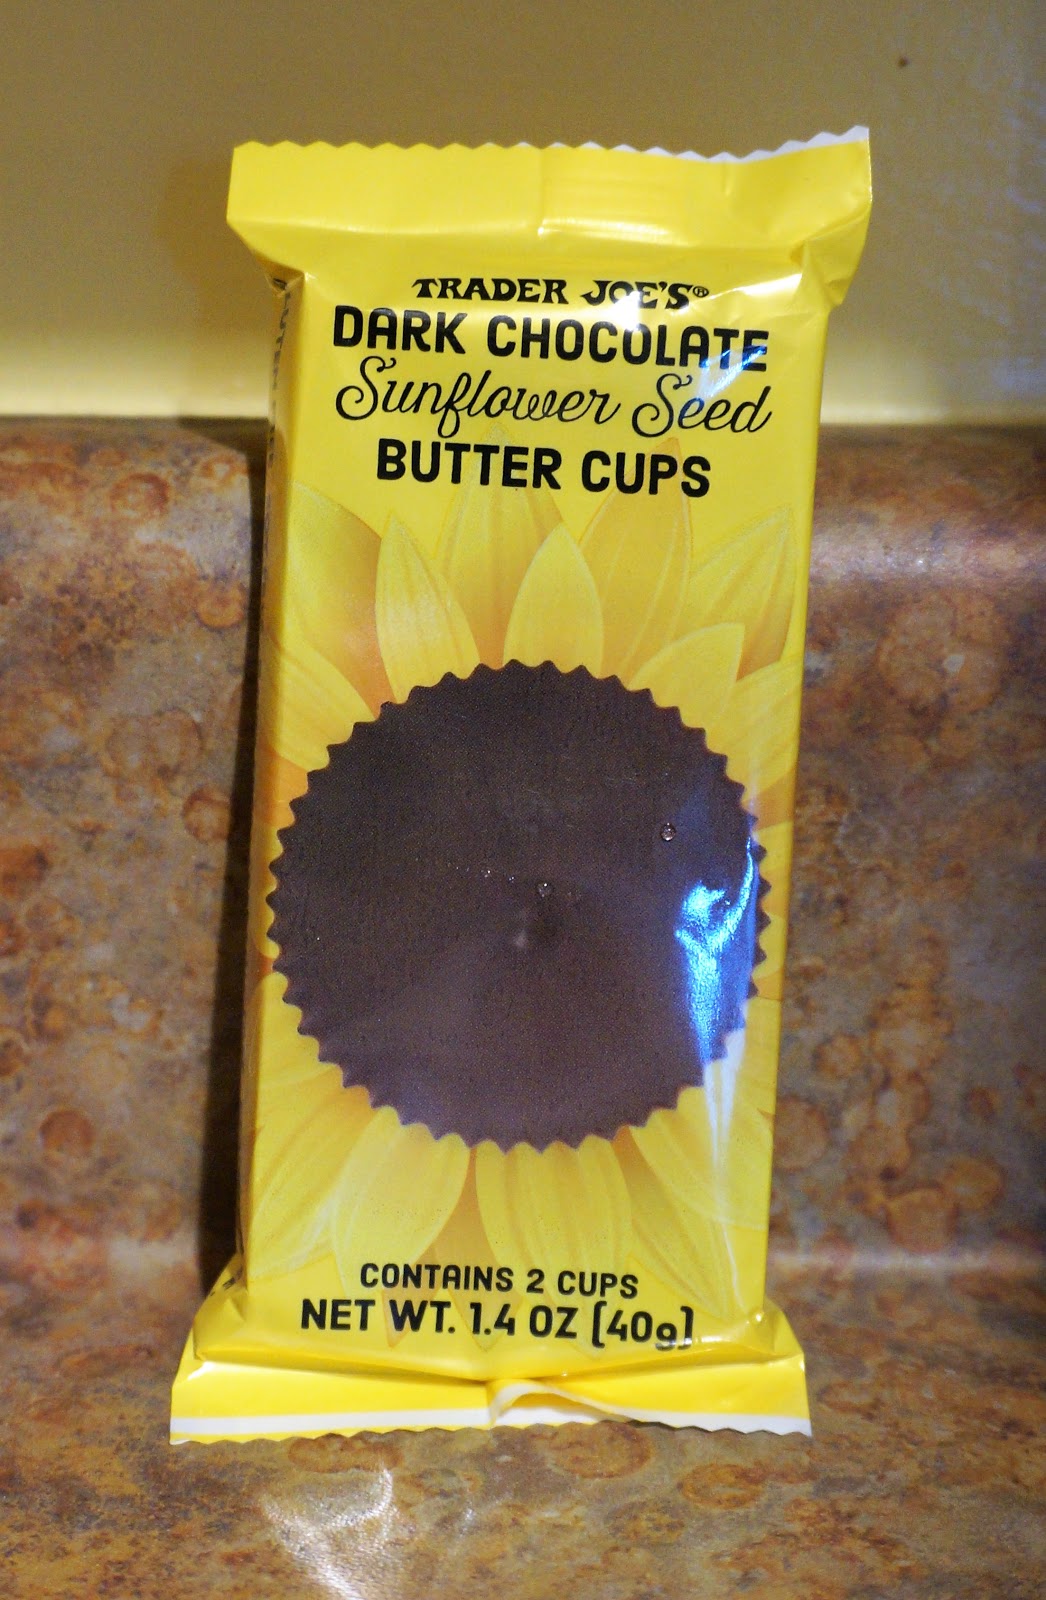 TRADER JOE'S®
DARK CHOCOLATE
Sunflower Seed
BUTTER CUPS
CONTAINS 2 CUPS
NET WT. 1.4 OZ (40g)